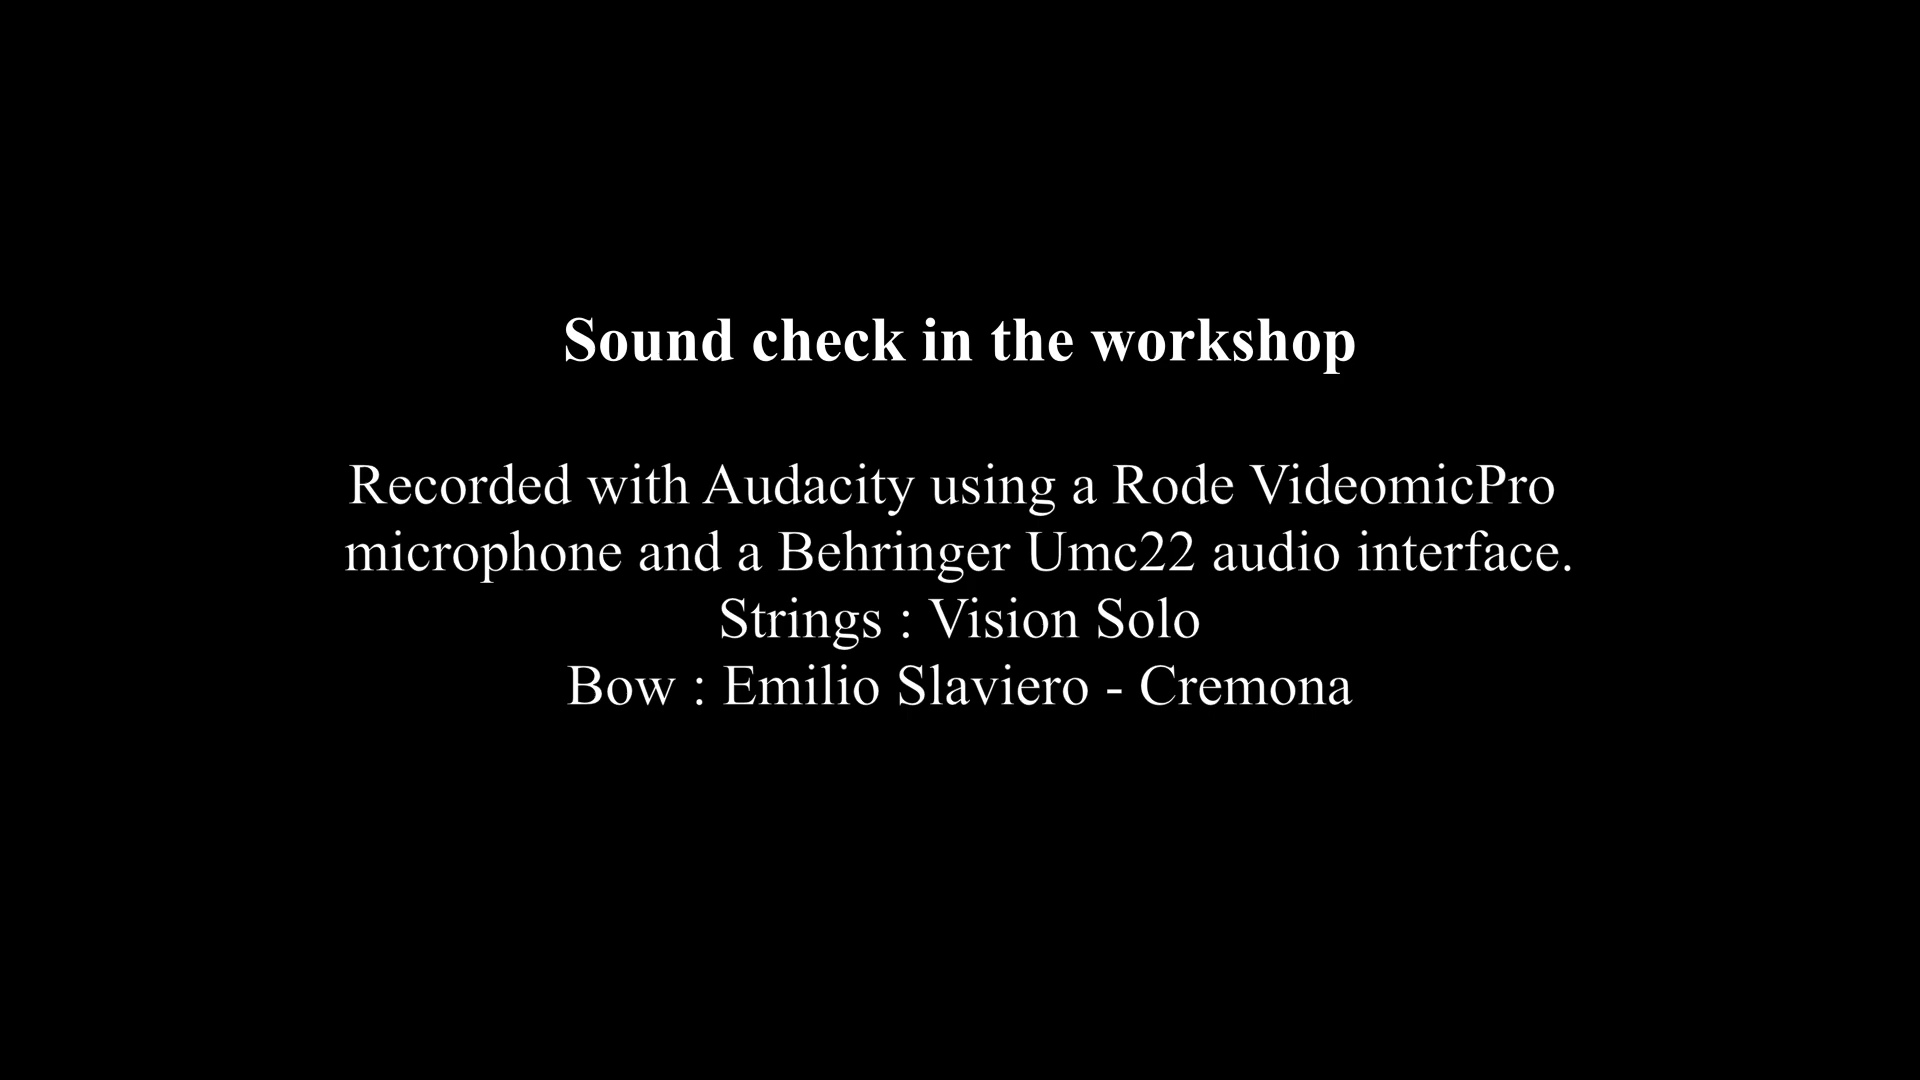 Sound check in the workshop
Recorded with Audacity using a Rode VideomicPro
microphone and a Behringer Umc22 audio interface.
Strings : Vision Solo
Bow : Emilio Slaviero - Cremona